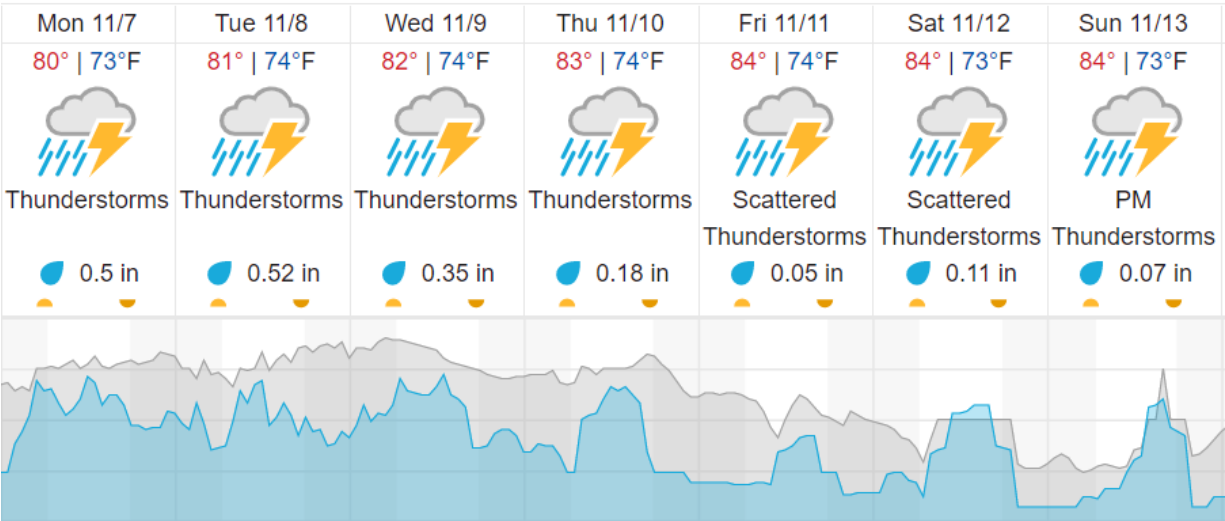 Mon 11/7 Tue 11/8 Wed 11/9 Thu 11/10 Fri 11/11 Sat 11/12 Sun 11/13
80° | 73°F 81° | 74°F 82° | 74°F 83° | 74°F 84° | 74°F 84° | 73°F 84° | 73°F
Thunderstorms Thunderstorms Thunderstorms Thunderstorms Scattered Scattered PM
Thunderstorms Thunderstorms Thunderstorms
0.5 in 0.52 in 0.35 in 0.18 in 0.05 in 0.11 in 0.07 in